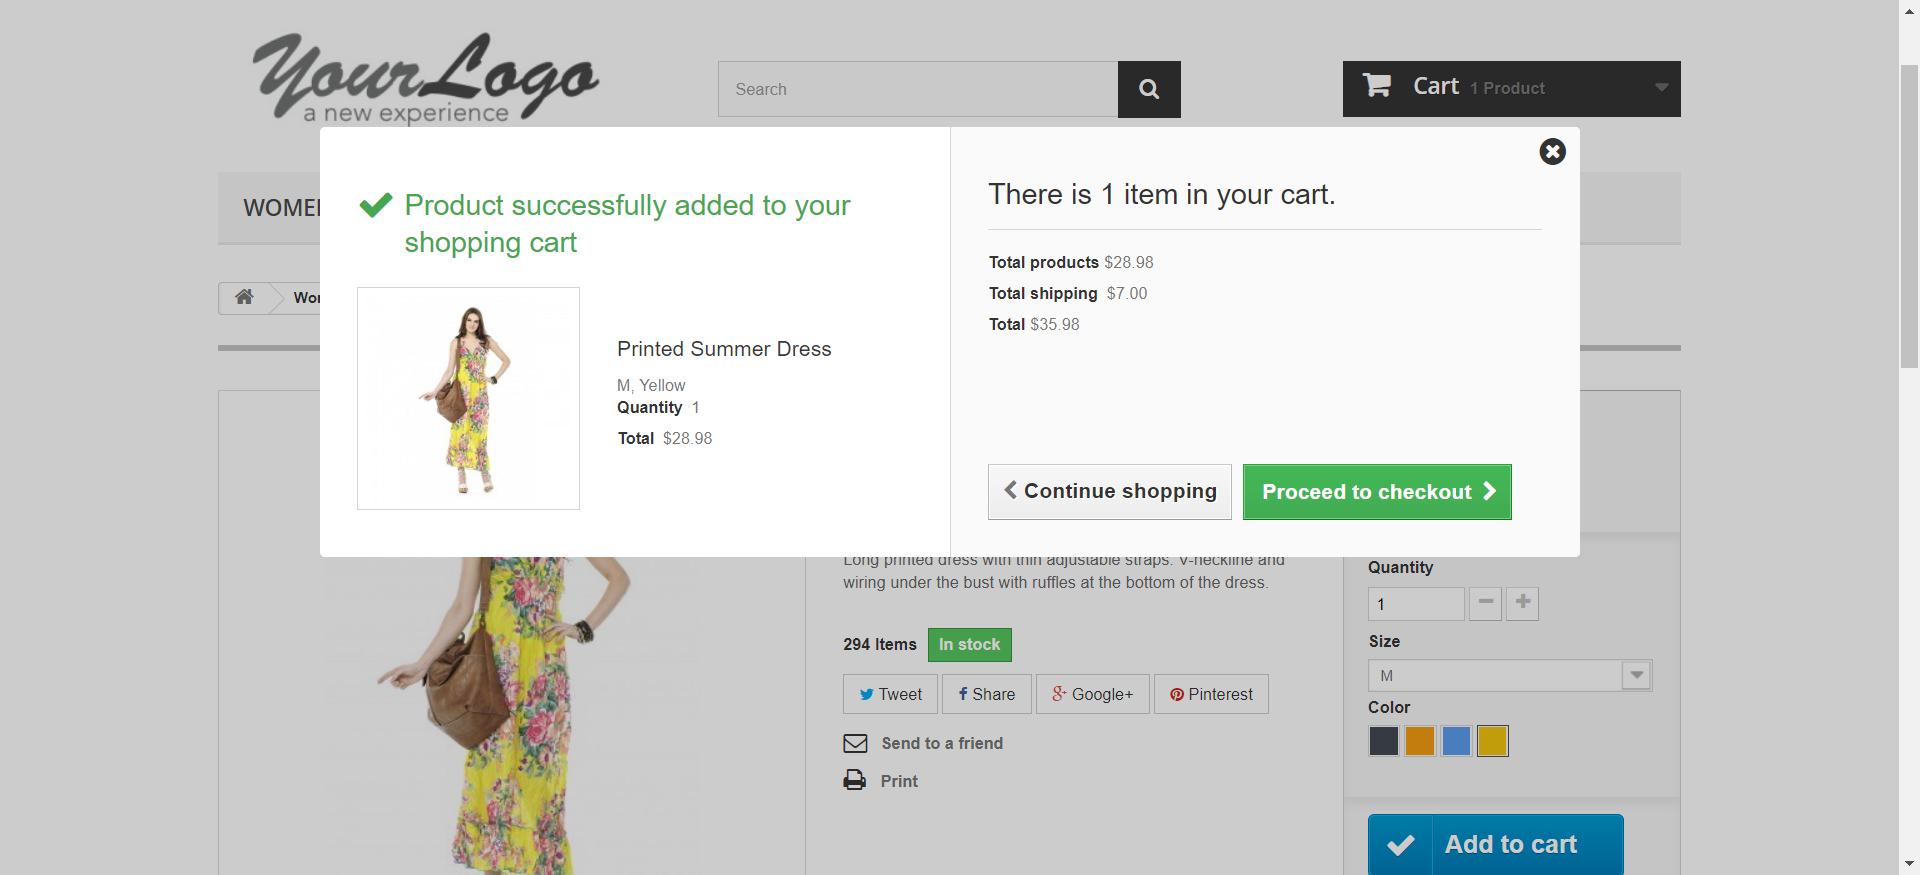 YourLogo
a new experience
Search
Cart 1 Product
WOMEN
Product successfully added to your
shopping cart
There is 1 item in your cart.
Total products $28.98
Total shipping $7.00
Total $35.98
Printed Summer Dress
M, Yellow
Quantity 1
Total $28.98
Continue shopping
Proceed to checkout
Long printed dress with thin adjustable straps. V-neckline and
wiring under the bust with ruffles at the bottom of the dress.
294 Items In stock
Tweet Share Google+ Pinterest
Send to a friend
Print
Quantity
1
Size
M
Color
Add to cart